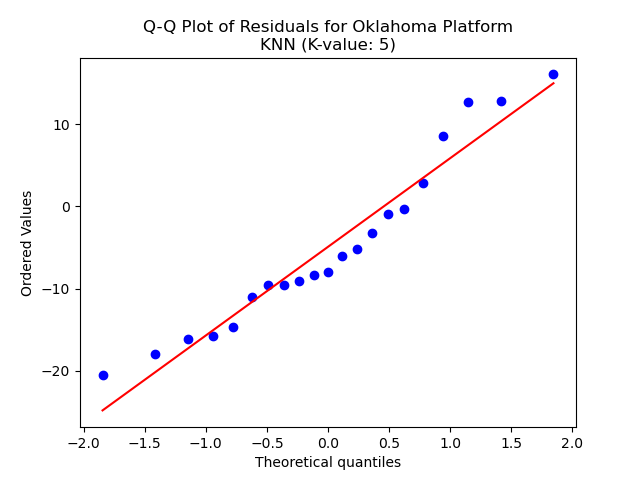 Q-Q Plot of Residuals for Oklahoma Platform
KNN (K-value: 5)
Ordered Values
10
0
−10
−20
−2.0 −1.5 −1.0 −0.5 0.0 0.5 1.0 1.5 2.0
Theoretical quantiles